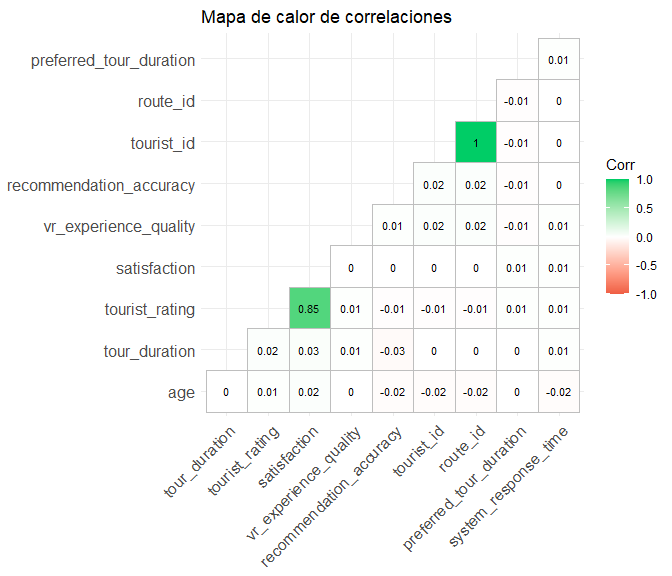 Mapa de calor de correlaciones
preferred_tour_duration 0.01
route_id -0.01 0
tourist_id 1 -0.01 0
recommendation_accuracy 0.02 0.02 -0.01 0
vr_experience_quality 0.01 0.02 0.02 -0.01 0.01
satisfaction 0 0 0 0 0.01 0.01
tourist_rating 0.85 0.01 -0.01 -0.01 -0.01 0.01 0.01
tour_duration 0.02 0.03 0.01 -0.03 0 0 0 0.01
age 0 0.01 0.02 0 -0.02 -0.02 -0.02 0 -0.02
tour_duration
tourist_rating
satisfaction
vr_experience_quality
recommendation_accuracy
tourist_id
route_id
preferred_tour_duration
system_response_time
Corr
1.0
0.5
0.0
-0.5
-1.0